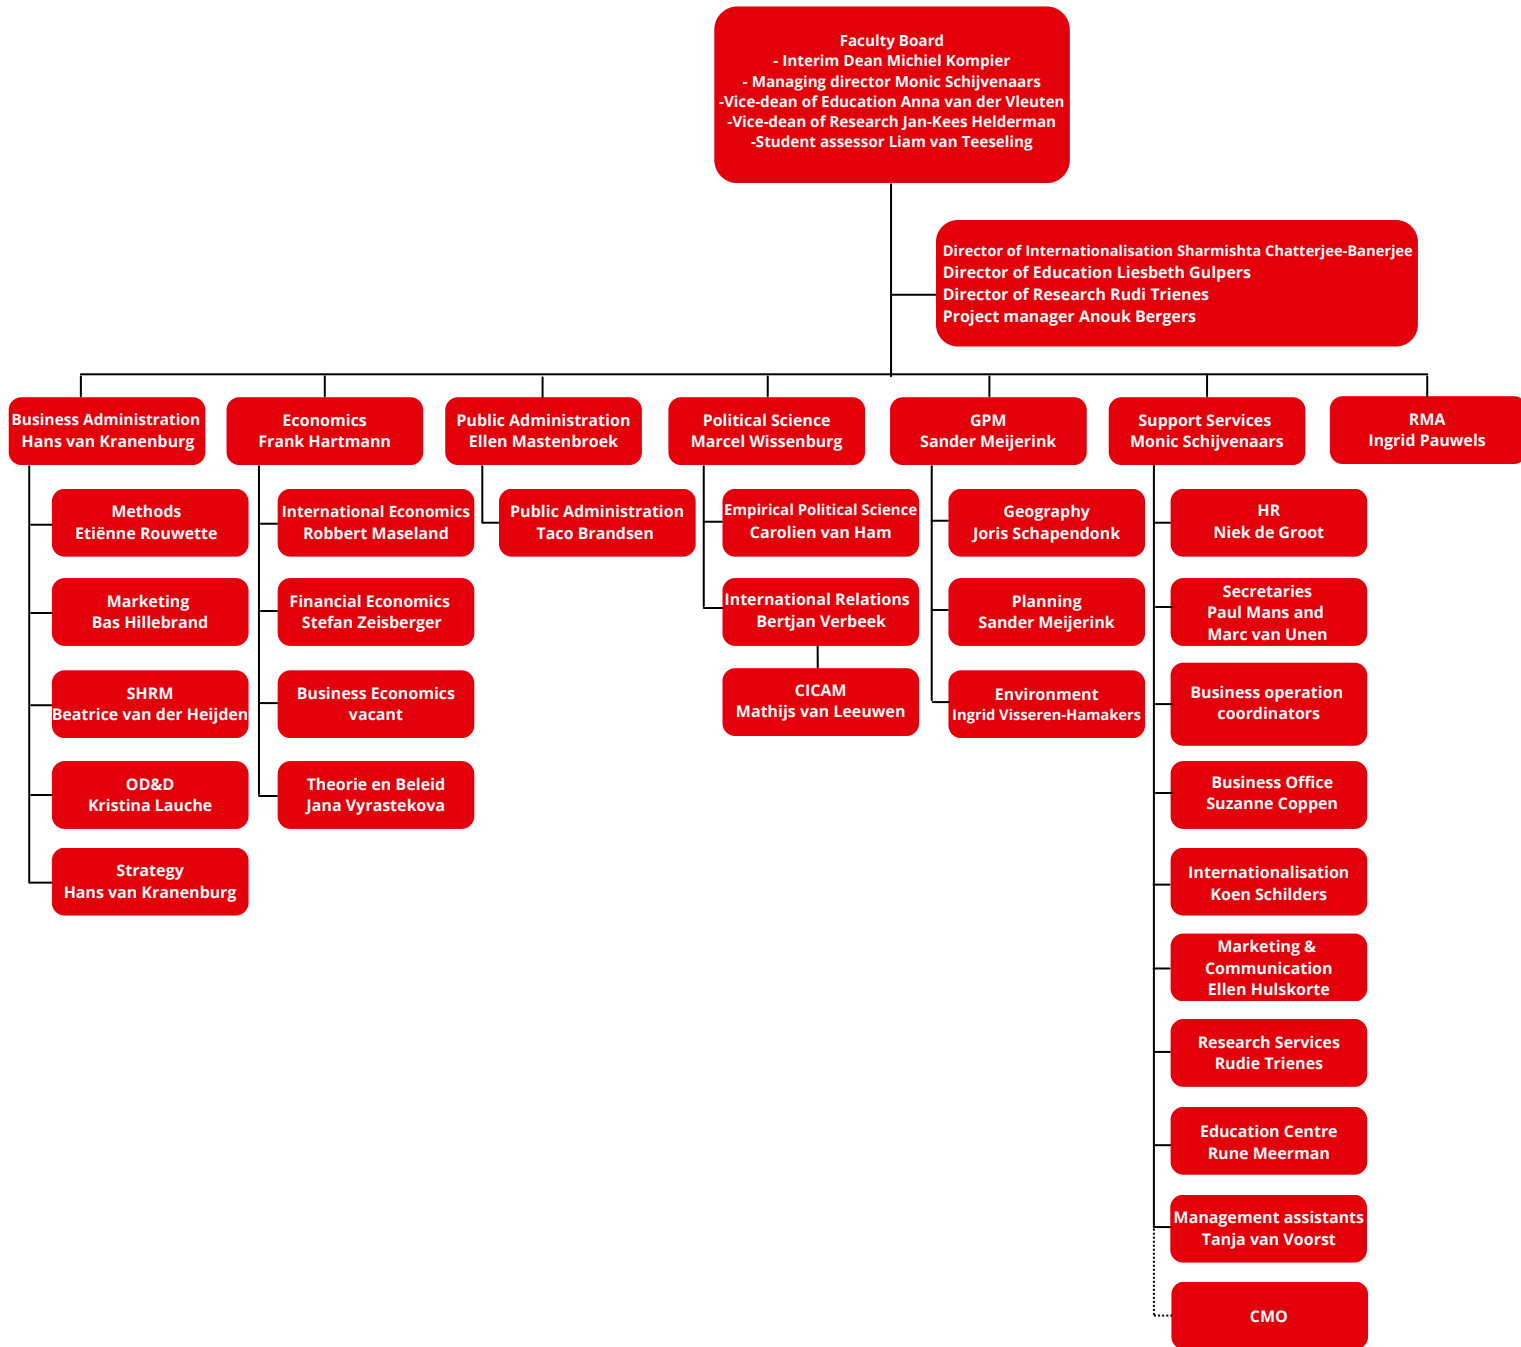 Faculty Board
- Interim Dean Michiel Kompier
- Managing director Monic Schijvenaars
-Vice-dean of Education Anna van der Vleuten
-Vice-dean of Research Jan-Kees Helderman
-Student assessor Liam van Teeseling
Director of Internationalisation Sharmishta Chatterjee-Banerjee
Director of Education Liesbeth Gulpers
Director of Research Rudi Trienes
Project manager Anouk Bergers
Business Administration
Hans van Kranenburg
Methods
Etiënne Rouwette
Marketing
Bas Hillebrand
SHRM
Beatrice van der Heijden
OD&D
Kristina Lauche
Strategy
Hans van Kranenburg
Economics
Frank Hartmann
International Economics
Robbert Maseland
Financial Economics
Stefan Zeisberger
Business Economics
vacant
Theorie en Beleid
Jana Vyrastekova
Public Administration
Ellen Mastenbroek
Public Administration
Taco Brandsen
Political Science
Marcel Wissenburg
Empirical Political Science
Carolien van Ham
International Relations
Bertjan Verbeek
CICAM
Mathijs van Leeuwen
GPM
Sander Meijerink
Geography
Joris Schapendonk
Planning
Sander Meijerink
Environment
Ingrid Visseren-Hamakers
Support Services
Monic Schijvenaars
HR
Niek de Groot
Secretaries
Paul Mans and
Marc van Unen
Business operation
coordinators
Business Office
Suzanne Coppen
Internationalisation
Koen Schilders
Marketing &
Communication
Ellen Hulskorte
Research Services
Rudie Trienes
Education Centre
Rune Meerman
Management assistants
Tanja van Voorst
CMO
RMA
Ingrid Pauwels